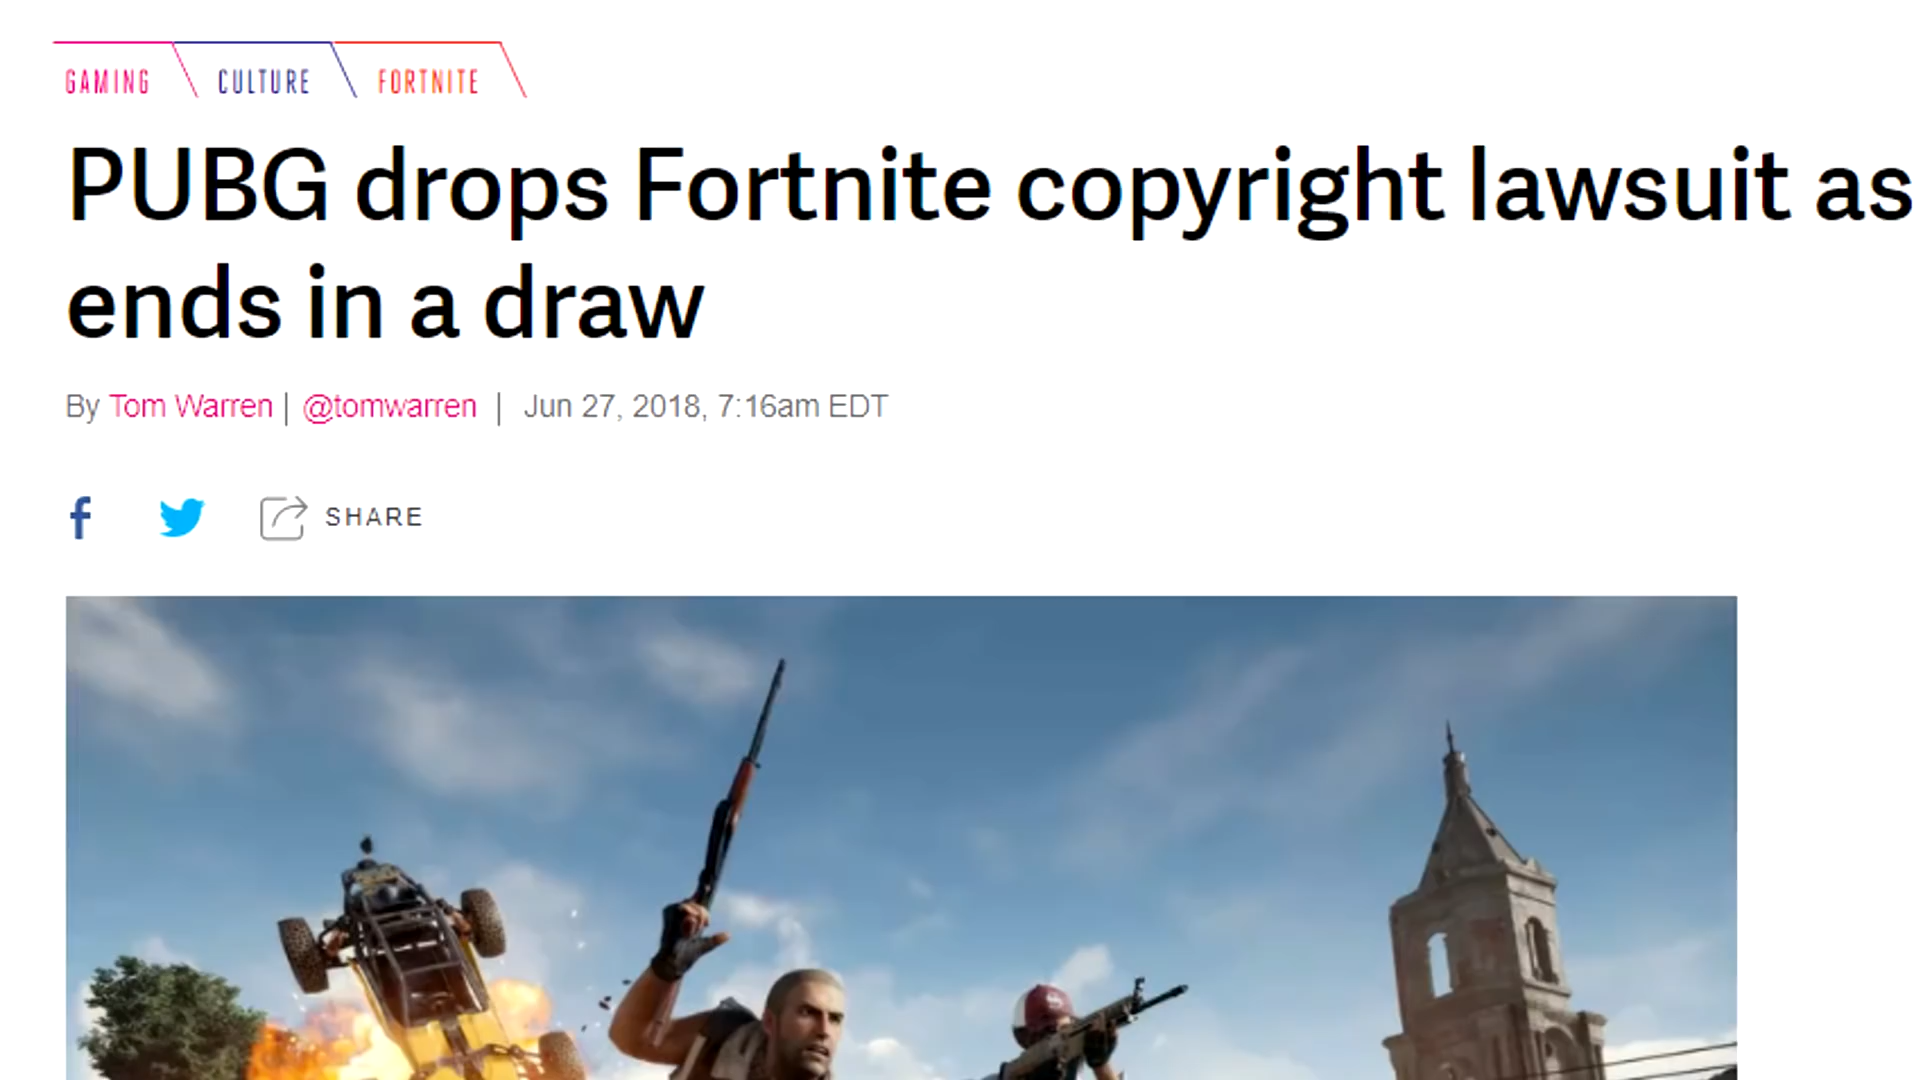 GAMING CULTURE FORTNITE
PUBG drops Fortnite copyright lawsuit as
ends in a draw
By Tom Warren | @tomwarren | Jun 27, 2018, 7:16am EDT
SHARE